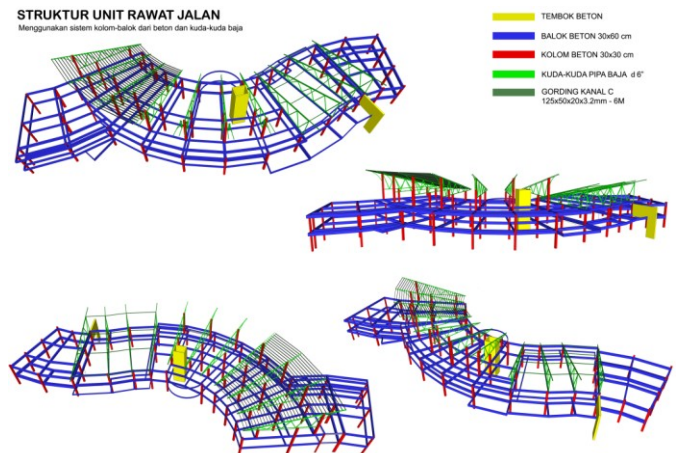 STRUKTUR UNIT RAWAT JALAN
Menggunakan sistem kolom-balok dari beton dan kuda-kuda baja
TEMBOK BETON
BALOK BETON 30x60 cm
KOLOM BETON 30x30 cm
KUDA-KUDA PIPA BAJA d 6"
GORDING KANAL C
125x50x20x3.2mm - 6M